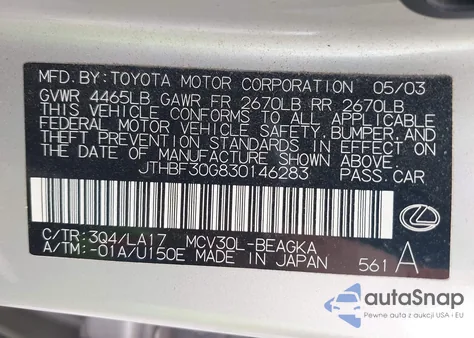 MFD. BY: TOYOTA MOTOR CORPORATION 05/03
GVWR 4465LB GAWR FR 2670LB RR 2670LB
THIS VEHICLE CONFORMS TO ALL APPLICABLE
FEDERAL MOTOR VEHICLE SAFETY, BUMPER, AND
THEFT PREVENTION STANDARDS IN EFFECT ON
THE DATE OF MANUFACTURE SHOWN ABOVE.
JTHBF30G830146283 PASS. CAR
C/TR: 3Q4/LA17 MCV30L-BEAGKA
A/TM: -01A/U150E MADE IN JAPAN 561 A
autoSnap
Pewne auta z aukcji USA i EU